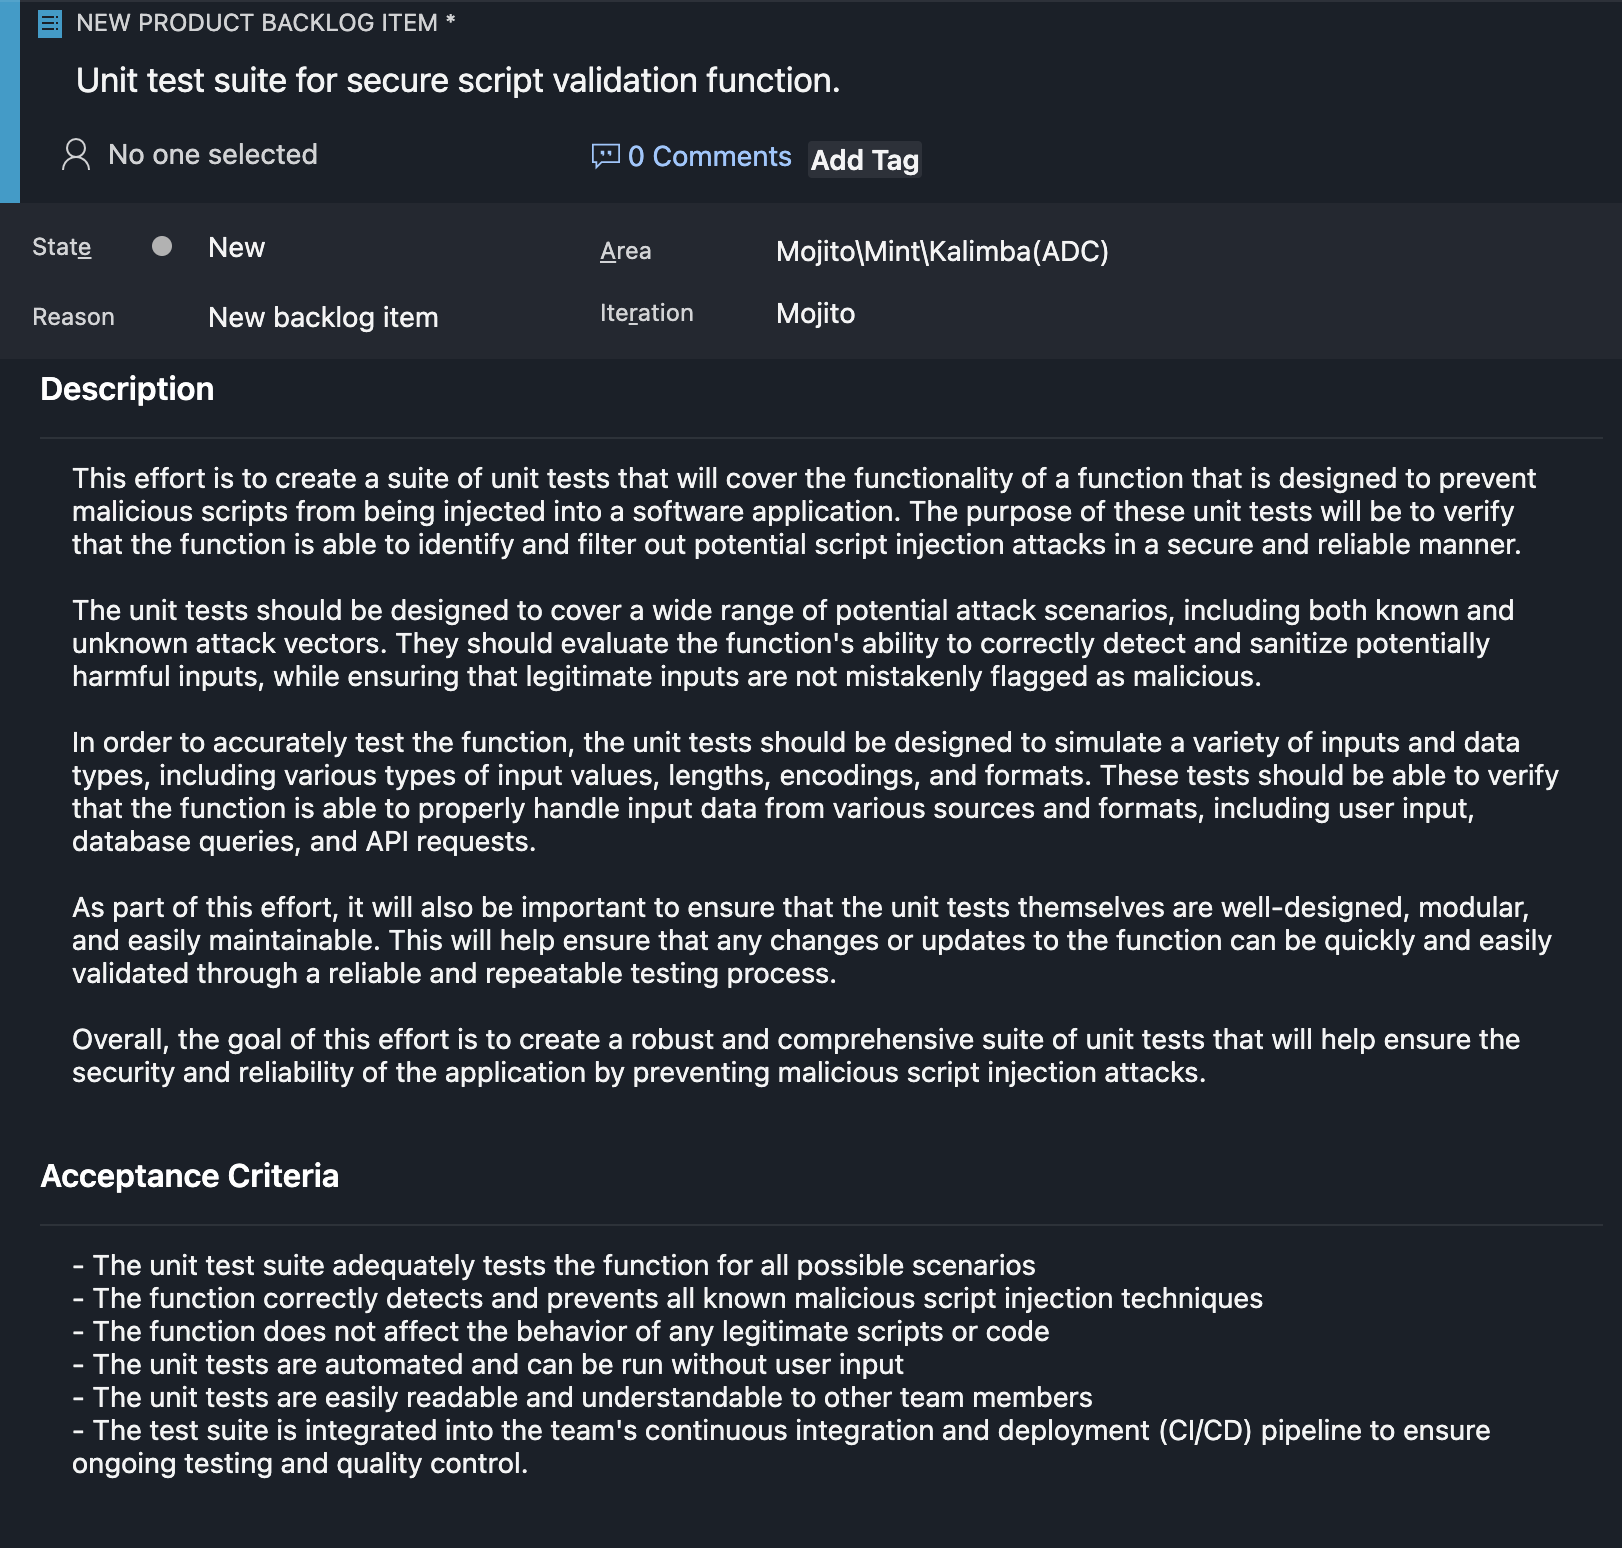 NEW PRODUCT BACKLOG ITEM *
Unit test suite for secure script validation function.
No one selected
0 Comments
Add Tag
State
New
Area
Mojito\Mint\Kalimba(ADC)
Reason
New backlog item
Iteration
Mojito
Description
This effort is to create a suite of unit tests that will cover the functionality of a function that is designed to prevent
malicious scripts from being injected into a software application. The purpose of these unit tests will be to verify
that the function is able to identify and filter out potential script injection attacks in a secure and reliable manner.
The unit tests should be designed to cover a wide range of potential attack scenarios, including both known and
unknown attack vectors. They should evaluate the function's ability to correctly detect and sanitize potentially
harmful inputs, while ensuring that legitimate inputs are not mistakenly flagged as malicious.
In order to accurately test the function, the unit tests should be designed to simulate a variety of inputs and data
types, including various types of input values, lengths, encodings, and formats. These tests should be able to verify
that the function is able to properly handle input data from various sources and formats, including user input,
database queries, and API requests.
As part of this effort, it will also be important to ensure that the unit tests themselves are well-designed, modular,
and easily maintainable. This will help ensure that any changes or updates to the function can be quickly and easily
validated through a reliable and repeatable testing process.
Overall, the goal of this effort is to create a robust and comprehensive suite of unit tests that will help ensure the
security and reliability of the application by preventing malicious script injection attacks.
Acceptance Criteria
- The unit test suite adequately tests the function for all possible scenarios
- The function correctly detects and prevents all known malicious script injection techniques
- The function does not affect the behavior of any legitimate scripts or code
- The unit tests are automated and can be run without user input
- The unit tests are easily readable and understandable to other team members
- The test suite is integrated into the team's continuous integration and deployment (CI/CD) pipeline to ensure
ongoing testing and quality control.